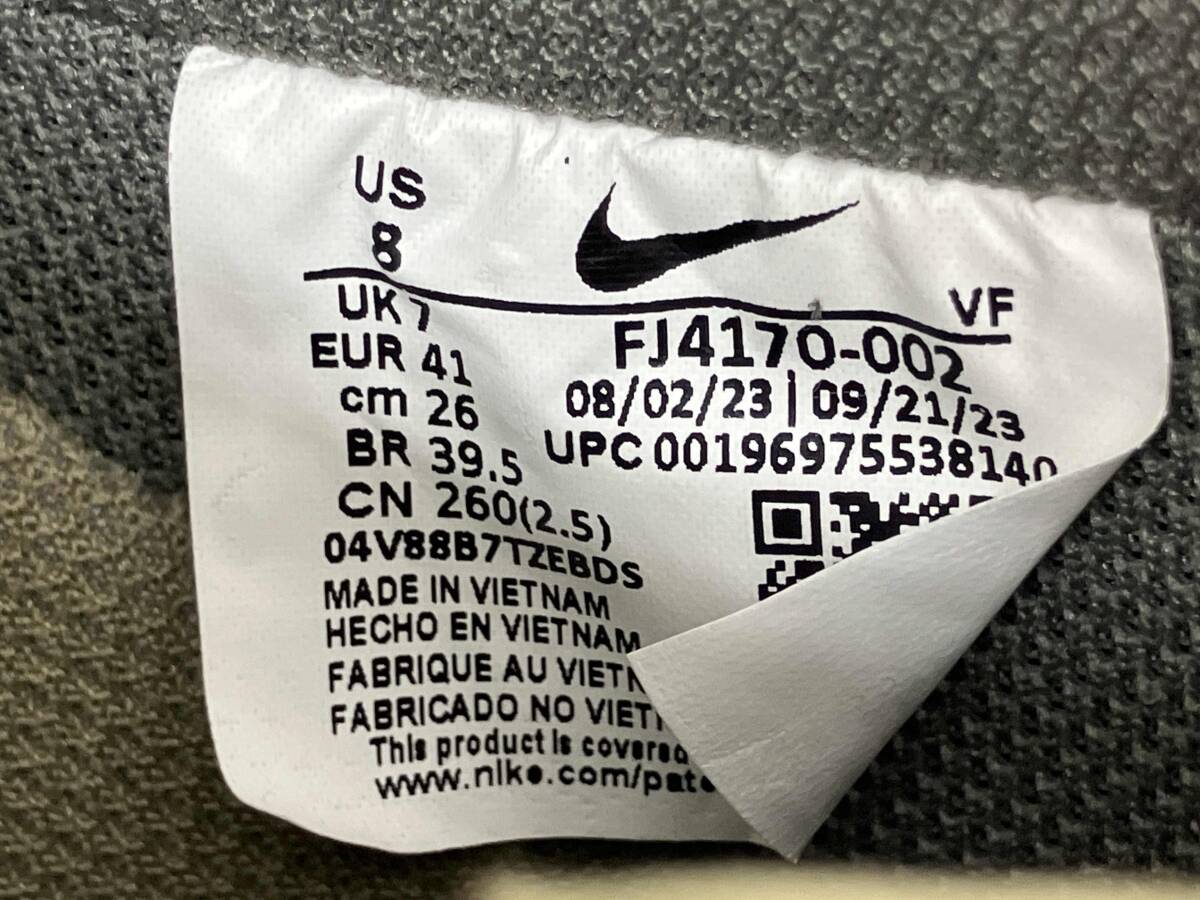 US
8
VF
UK 7
EUR 41
cm 26
BR 39.5
CN 260(2.5)
FJ4170-002
08/02/23 | 09/21/23
UPC 00196975538140
04V88B7TZEBDS
MADE IN VIETNAM
HECHO EN VIETNAM
FABRIQUE AU VIETN
FABRICADO NO VIETN
This product is covered
www.nike.com/pate